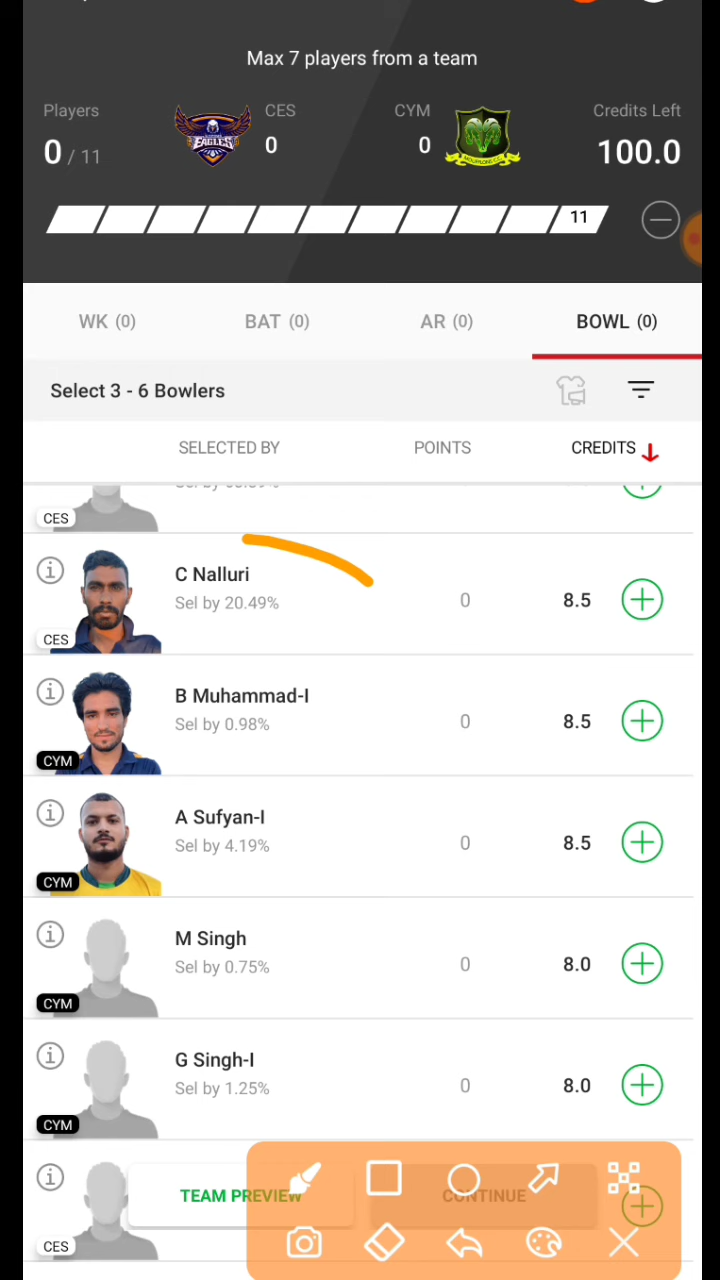 Max 7 players from a team
Players CES CYM Credits Left
0 / 11 0 0 100.0
EAGLES
11
WK (0) BAT (0) AR (0) BOWL (0)
Select 3 - 6 Bowlers
SELECTED BY POINTS CREDITS
CES
C Nalluri
Sel by 20.49% 0 8.5
CES
B Muhammad-I
Sel by 0.98% 0 8.5
CYM
A Sufyan-I
Sel by 4.19% 0 8.5
CYM
M Singh
Sel by 0.75% 0 8.0
CYM
G Singh-I
Sel by 1.25% 0 8.0
CYM
TEAM PREVIEW CONTINUE
CES